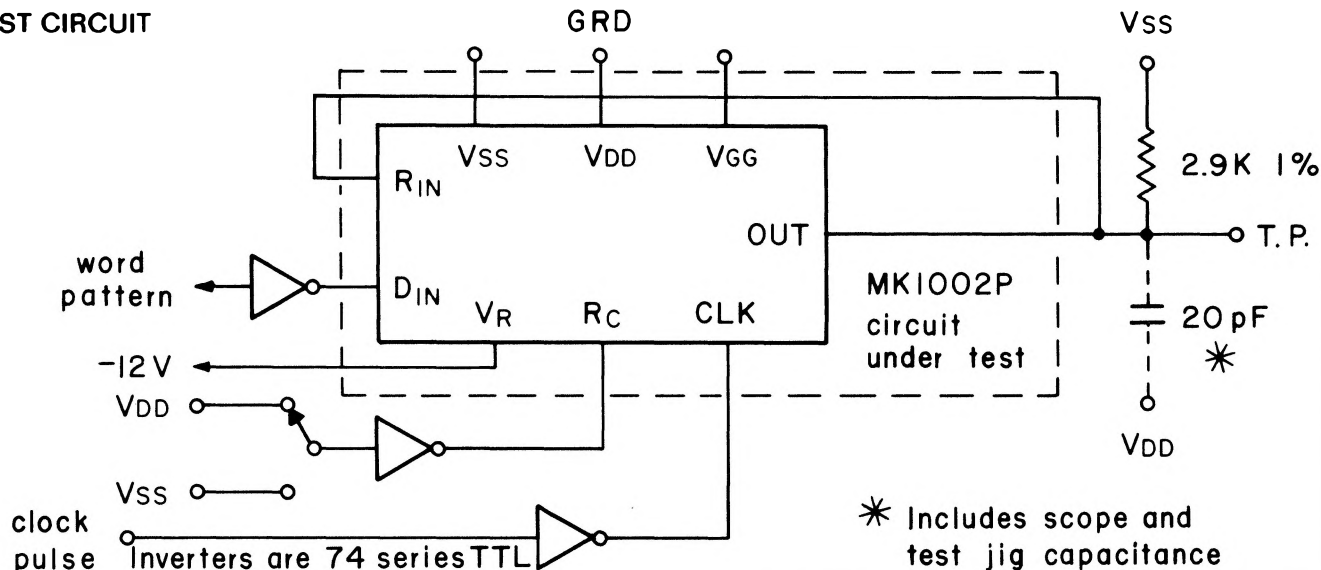 ST CIRCUIT
GRD
VSS
VSS
VDD
VGG
RIN
2.9K 1%
OUT
T.P.
word
pattern
DIN
VR
RC
CLK
MK1002P
circuit
under test
20pF
*
-12V
VDD
VDD
VSS
clock
pulse
Inverters are 74 series TTL
* Includes scope and
test jig capacitance